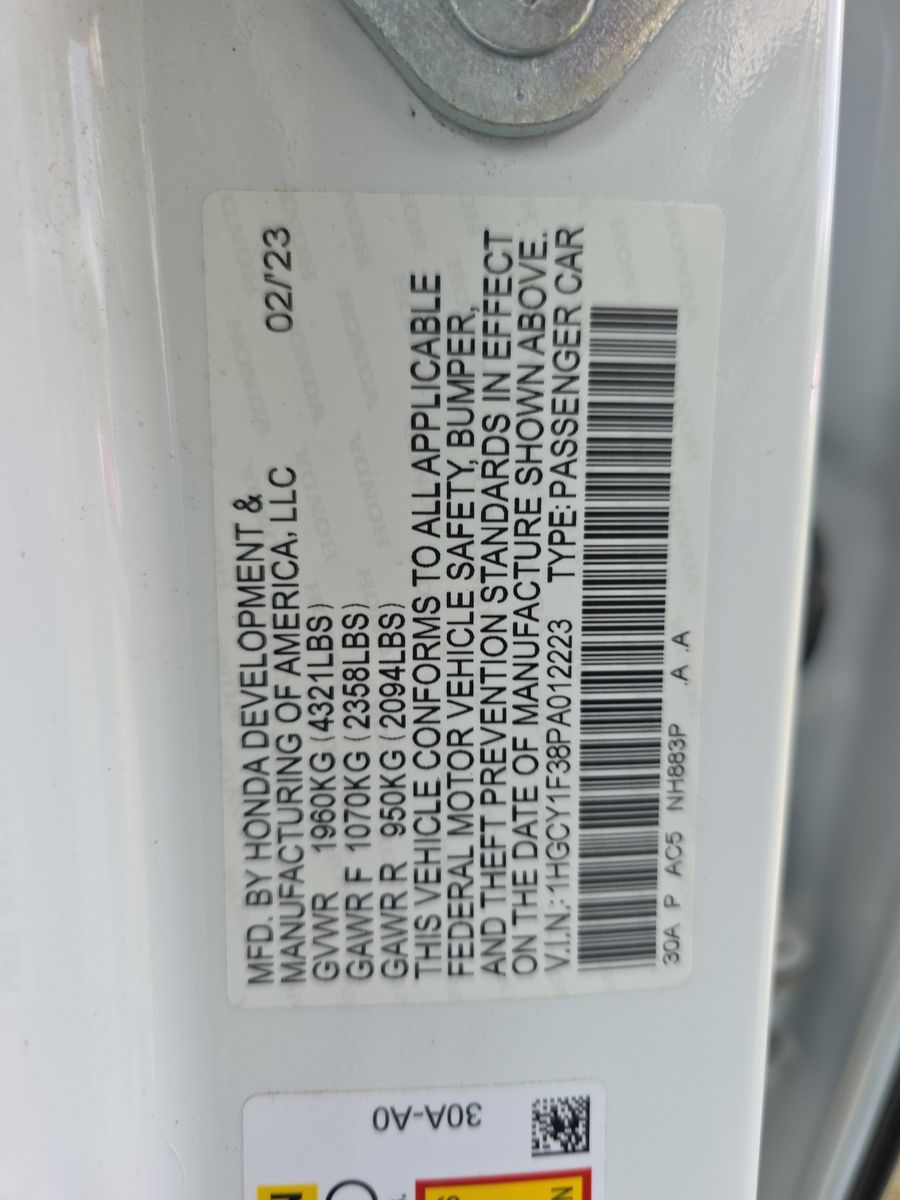 MFD. BY HONDA DEVELOPMENT &
MANUFACTURING OF AMERICA, LLC 02/'23
GVWR 1960KG (4321LBS)
GAWR F 1070KG (2358LBS)
GAWR R 950KG (2094LBS)
THIS VEHICLE CONFORMS TO ALL APPLICABLE
FEDERAL MOTOR VEHICLE SAFETY, BUMPER,
AND THEFT PREVENTION STANDARDS IN EFFECT
ON THE DATE OF MANUFACTURE SHOWN ABOVE.
V.I.N.: 1HGCY1F38PA012223 TYPE: PASSENGER CAR
30A P AC5 NH883P .A .A
30A-A0